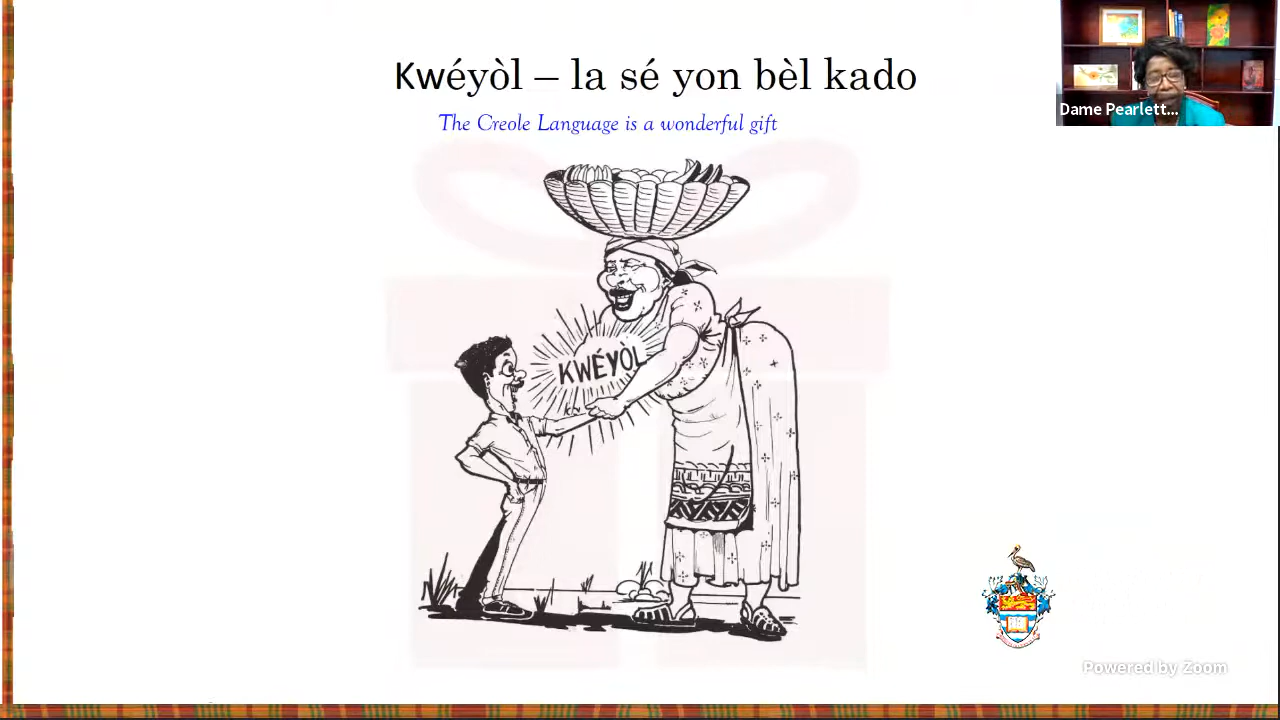 Kwéyòl – la sé yon bèl kado
The Creole Language is a wonderful gift
Dame Pearlett...
KWÉYÒL
Powered by Zoom